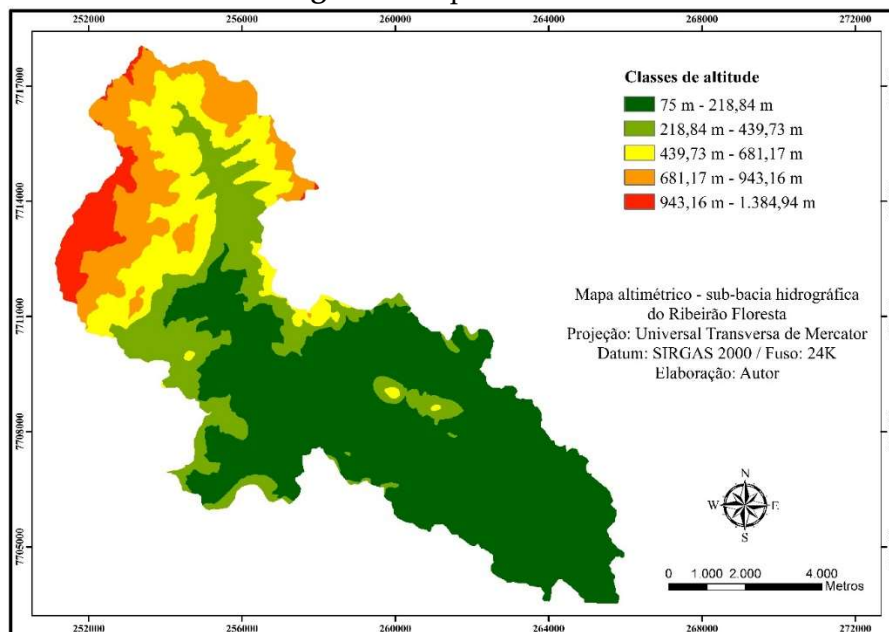 252000 256000 260000 264000 268000 272000
7717000
7714000
7711000
7708000
7705000
Classes de altitude
75 m - 218,84 m
218,84 m - 439,73 m
439,73 m - 681,17 m
681,17 m - 943,16 m
943,16 m - 1.384,94 m
Mapa altimétrico - sub-bacia hidrográfica
do Ribeirão Floresta
Projeção: Universal Transversa de Mercator
Datum: SIRGAS 2000 / Fuso: 24K
Elaboração: Autor
N
W E
S
0 1.000 2.000 4.000
Metros
252000 256000 260000 264000 268000 272000